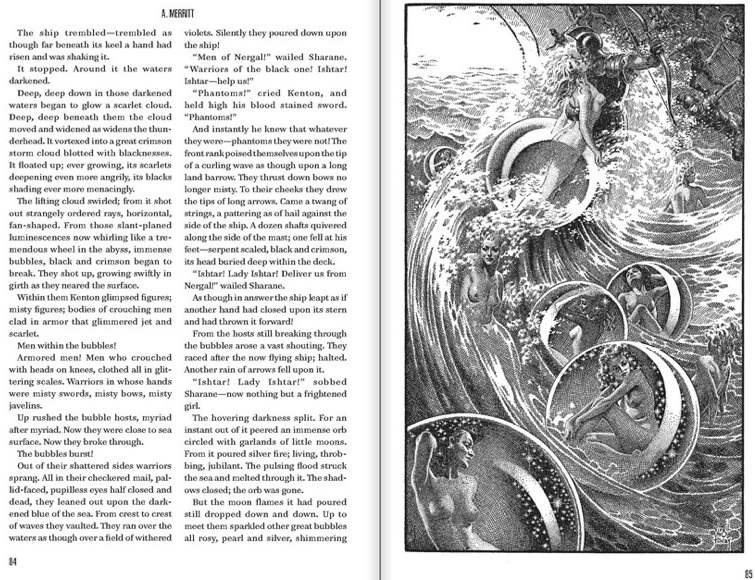 A. MERRITT
The ship trembled—trembled as
though far beneath its keel a hand had
risen and was shaking it.
It stopped. Around it the waters
darkened.
Deep, deep down in those darkened
waters began to glow a scarlet cloud.
Deep, deep beneath them the cloud
moved and widened as widens the thun-
derhead. It vortexed into a great crimson
storm cloud blotted with blacknesses.
It floated up; ever growing, its scarlets
deepening even more angrily, its blacks
shading ever more menacingly.
The lifting cloud swirled; from it shot
out strangely ordered rays, horizontal,
fan-shaped. From those slant-planed
luminescences now whirling like a tre-
mendous wheel in the abyss, immense
bubbles, black and crimson began to
break. They shot up, growing swiftly in
girth as they neared the surface.
Within them Kenton glimpsed figures;
misty figures; bodies of crouching men
clad in armor that glimmered jet and
scarlet.
Men within the bubbles!
Armored men! Men who crouched
with heads on knees, clothed all in glit-
tering scales. Warriors in whose hands
were misty swords, misty bows, misty
javelins.
Up rushed the bubble hosts, myriad
after myriad. Now they were close to sea
surface. Now they broke through.
The bubbles burst!
Out of their shattered sides warriors
sprang. All in their checkered mail, pal-
lid-faced, pupilless eyes half closed and
dead, they leaned out upon the dark-
ened blue of the sea. From crest to crest
of waves they vaulted. They ran over the
waters as though over a field of withered
84
violets. Silently they poured down upon
the ship!
"Men of Nergal!" wailed Sharane.
"Warriors of the black one! Ishtar!
Ishtar—help us!"
"Phantoms!" cried Kenton, and
held high his blood stained sword.
"Phantoms!"
And instantly he knew that whatever
they were—phantoms they were not! The
front rank poised themselves upon the tip
of a curling wave as though upon a long
land barrow. They thrust down bows no
longer misty. To their cheeks they drew
the tips of long arrows. Came a twang of
strings, a pattering as of hail against the
side of the ship. A dozen shafts quivered
along the side of the mast; one fell at his
feet—serpent scaled, black and crimson,
its head buried deep within the deck.
"Ishtar! Lady Ishtar! Deliver us from
Nergal!" wailed Sharane.
As though in answer the ship leapt as if
another hand had closed upon its stern
and had thrown it forward!
From the hosts still breaking through
the bubbles arose a vast shouting. They
raced after the now flying ship; halted.
Another rain of arrows fell upon it.
"Ishtar! Lady Ishtar!" sobbed
Sharane—now nothing but a frightened
girl.
The hovering darkness split. For an
instant out of it peered an immense orb
circled with garlands of little moons.
From it poured silver fire; living, throb-
bing, jubilant. The pulsing flood struck
the sea and melted through it. The shad-
ows closed; the orb was gone.
But the moon flames it had poured
still dropped down and down. Up to
meet them sparkled other great bubbles
all rosy, pearl and silver, shimmering
85